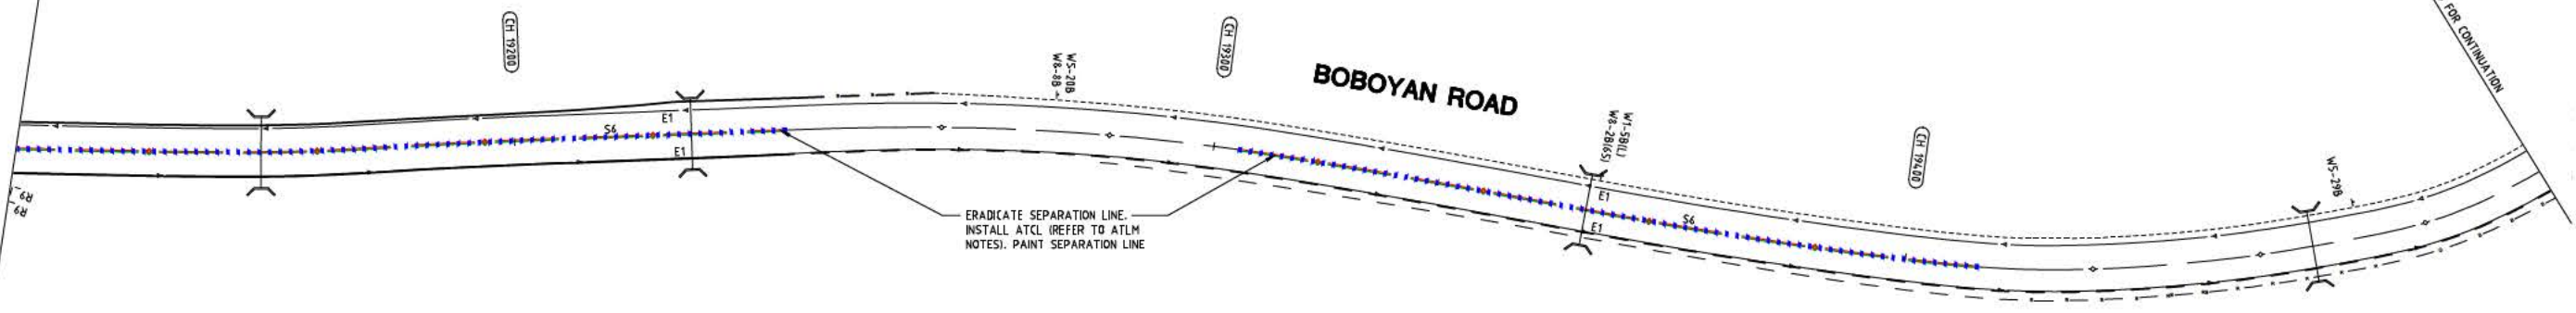 FOR CONTINUATION
CH 19200
CH 19300
W5-20B
W8-8B
BOBOYAN ROAD
W1-5B(L)
W8-2B(65)
CH 19400
W5-29B
S6
E1
E1
E1
S6
E1
R9
R9
ERADICATE SEPARATION LINE.
INSTALL ATCL (REFER TO ATLM
NOTES). PAINT SEPARATION LINE